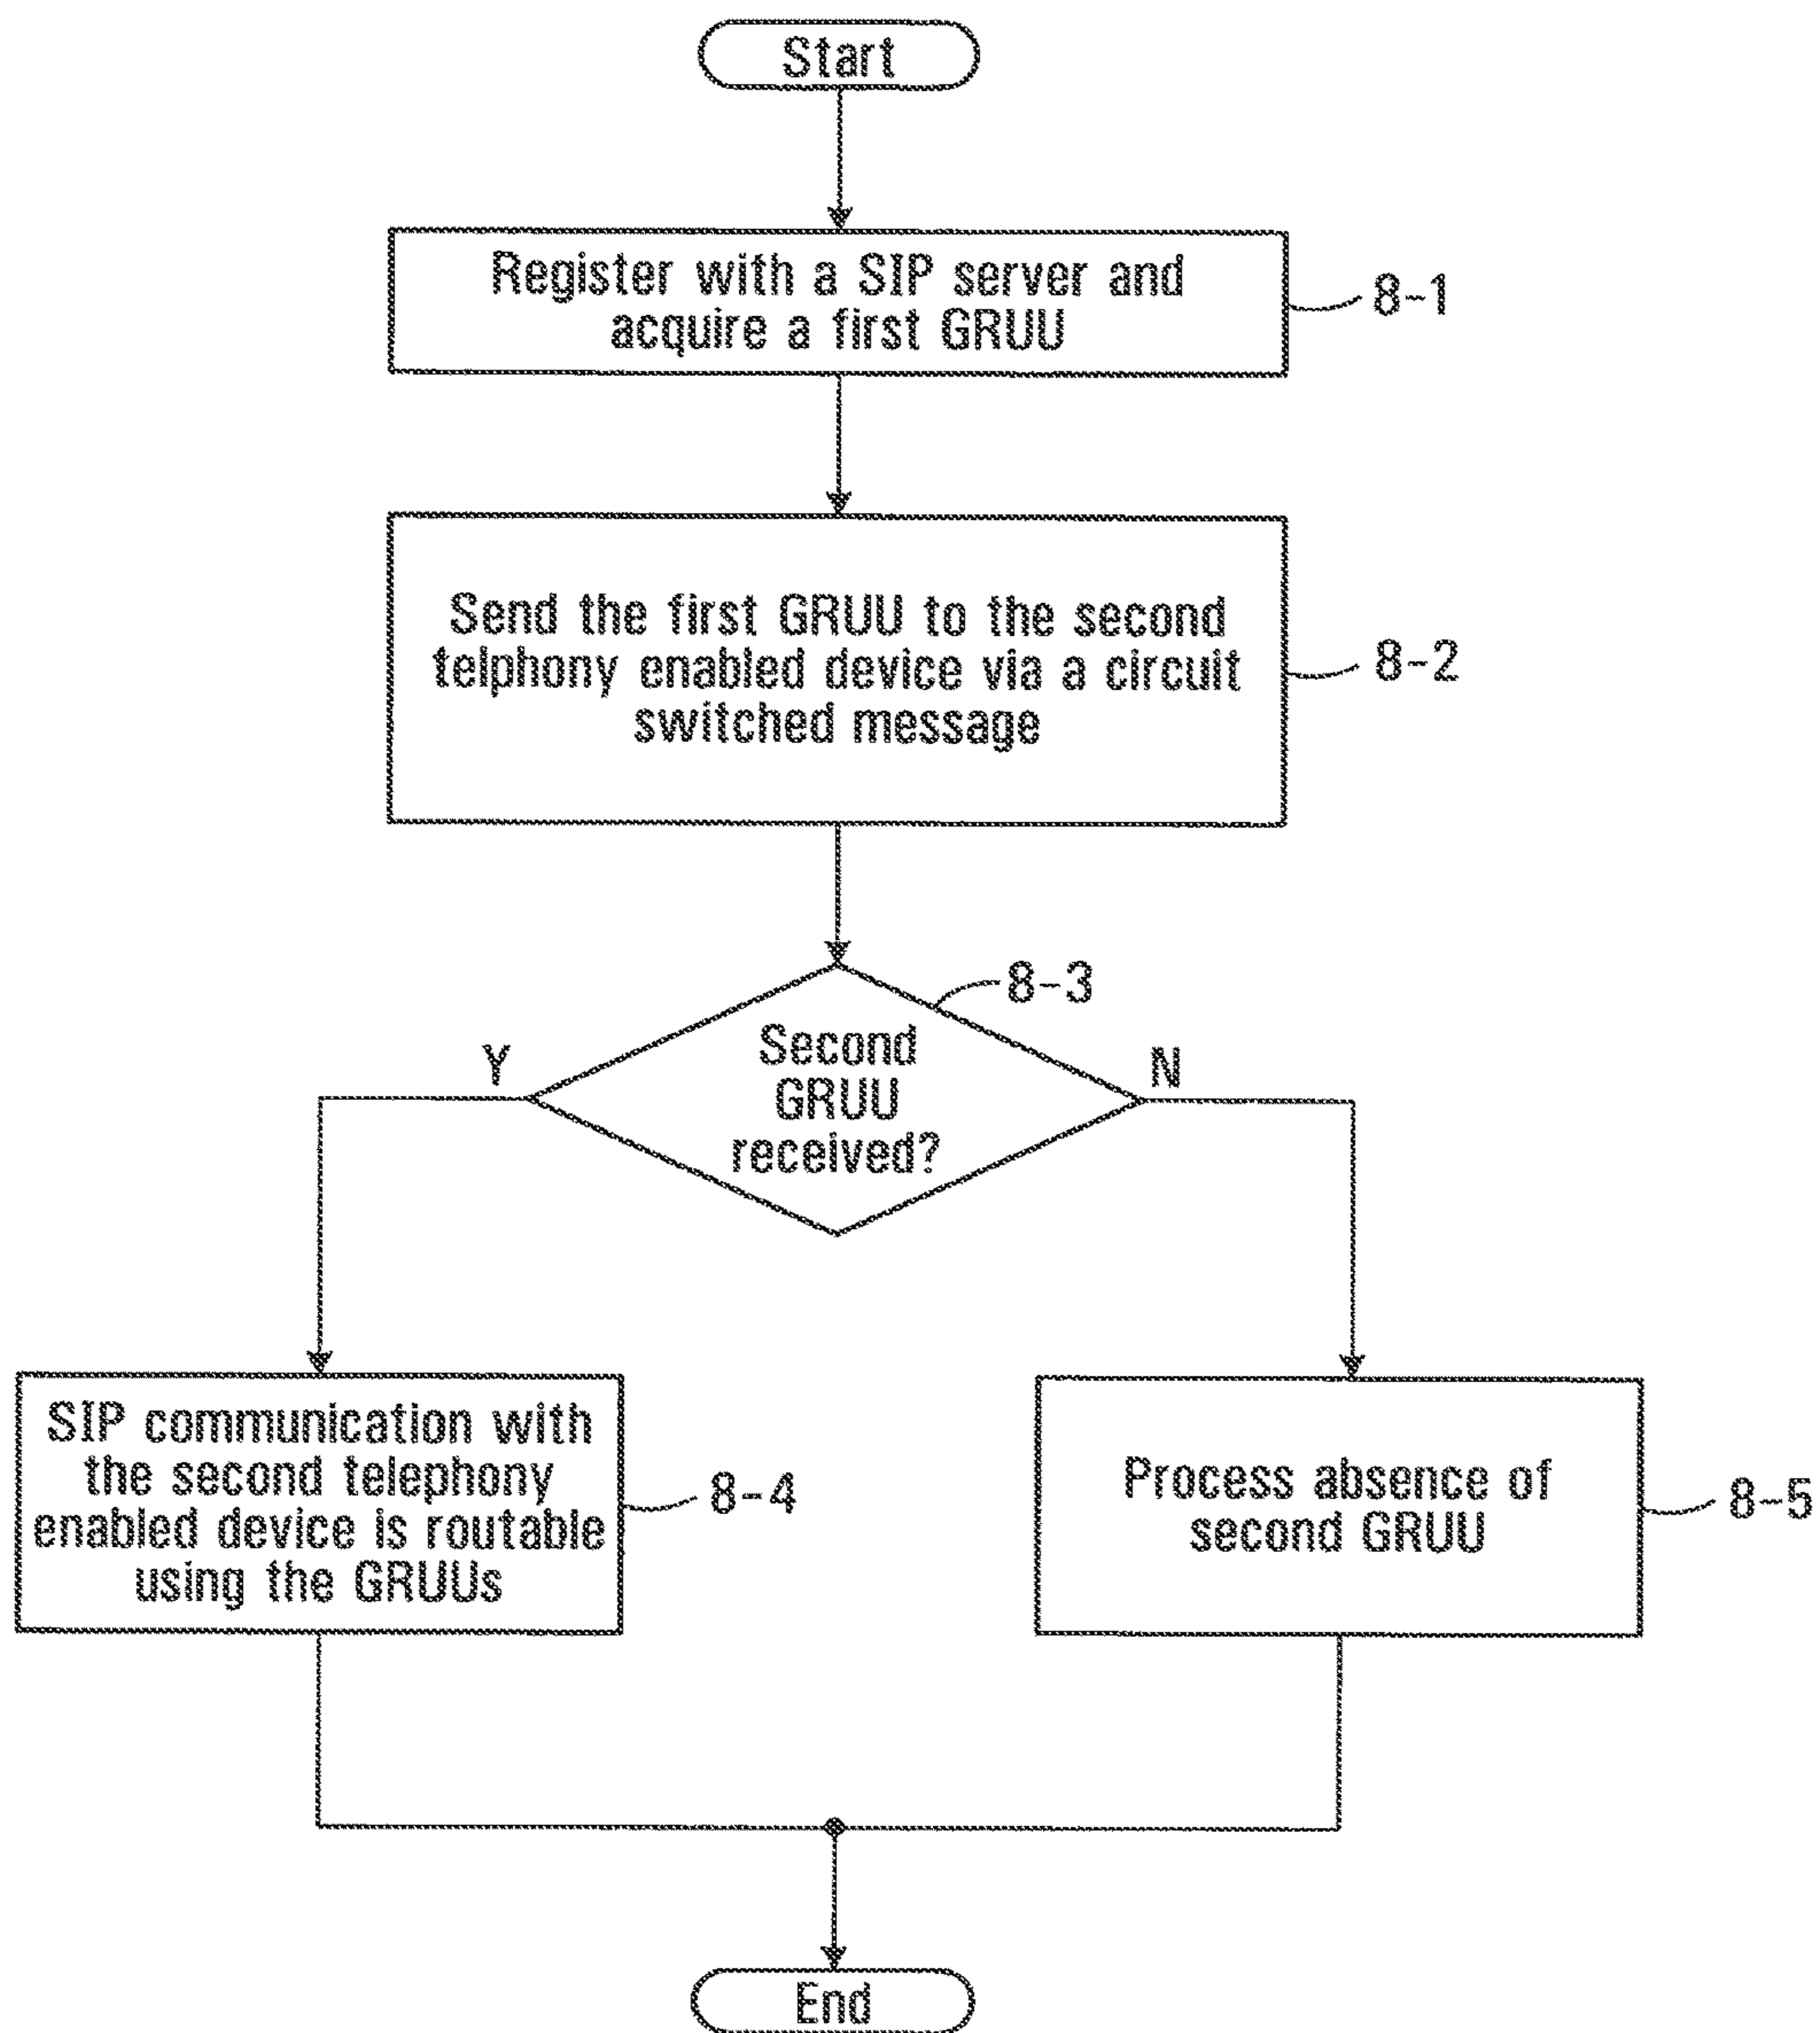 Start
Register with a SIP server and
acquire a first GRUU
8-1
Send the first GRUU to the second
telphony enabled device via a circuit
switched message
8-2
8-3
Second
GRUU
received?
Y
N
SIP communication with
the second telephony
enabled device is routable
using the GRUUs
8-4
Process absence of
second GRUU
8-5
End